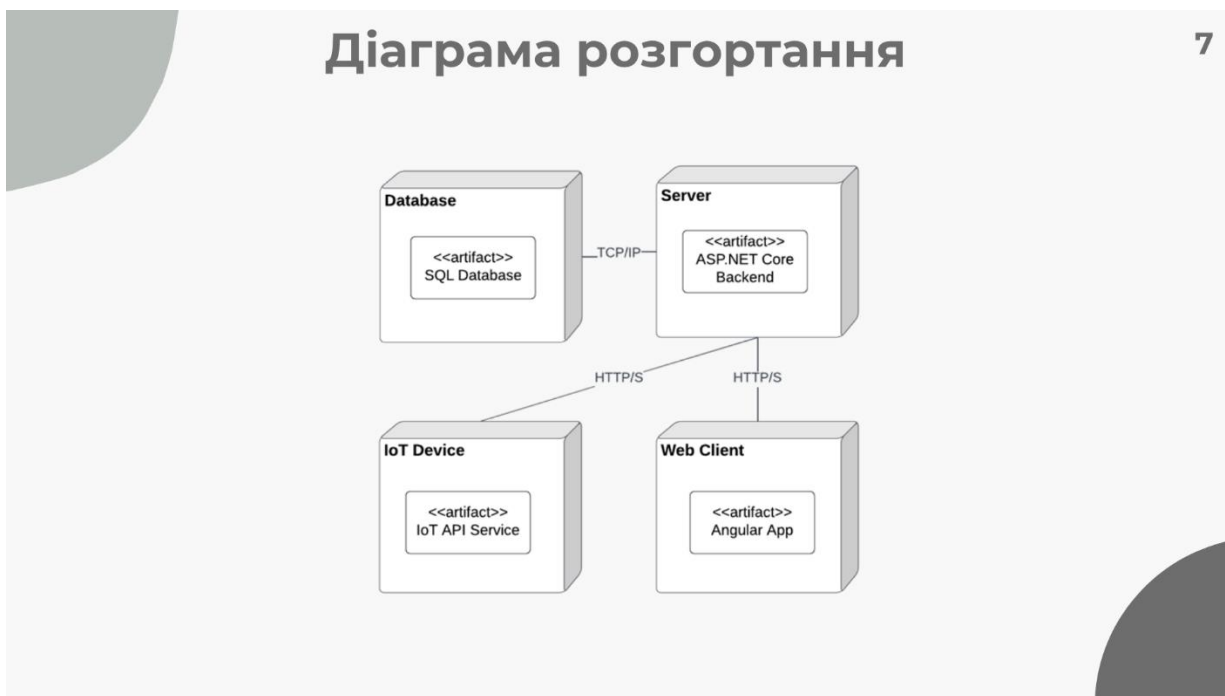 Діаграма розгортання
7
Database
<<artifact>>
SQL Database
TCP/IP
Server
<<artifact>>
ASP.NET Core
Backend
HTTP/S
HTTP/S
IoT Device
<<artifact>>
IoT API Service
Web Client
<<artifact>>
Angular App